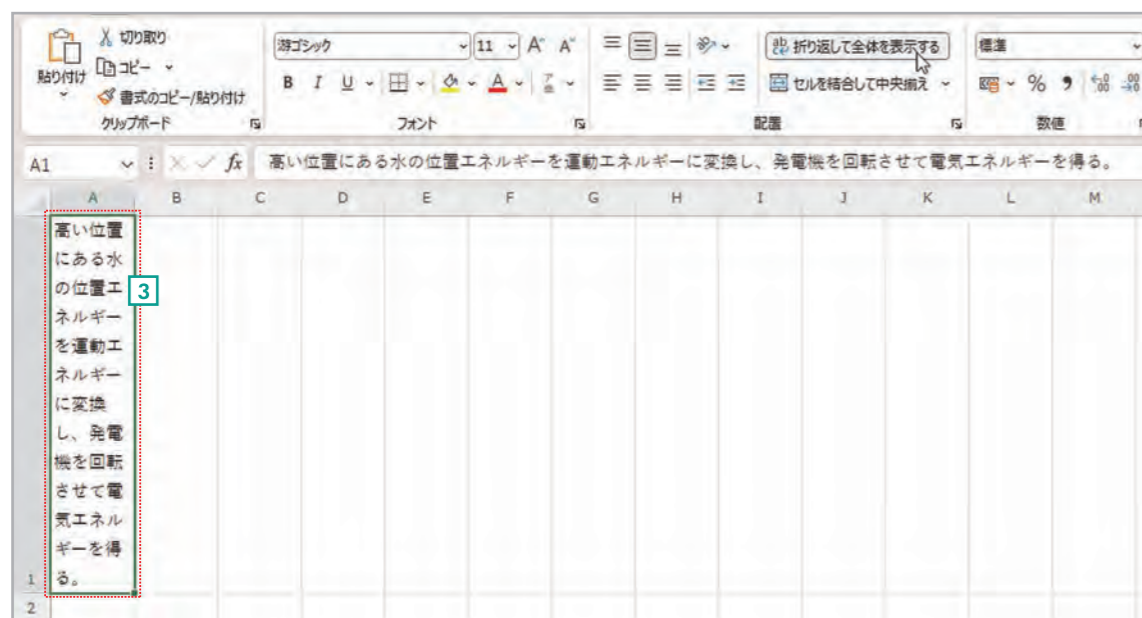 切り取り
コピー
貼り付け
書式のコピー/貼り付け
クリップボード
游ゴシック 11 A^ A˅
B I U A
フォント
ab 折り返して全体を表示する
セルを結合して中央揃え
配置
標準
% 9
数値
A1 fx 高い位置にある水の位置エネルギーを運動エネルギーに変換し、発電機を回転させて電気エネルギーを得る。
A B C D E F G H I J K L M
高い位置
にある水
の位置エ
3
ネルギー
を運動エ
ネルギー
に変換
し、発電
機を回転
させて電
気エネル
ギーを得
1 る。
2